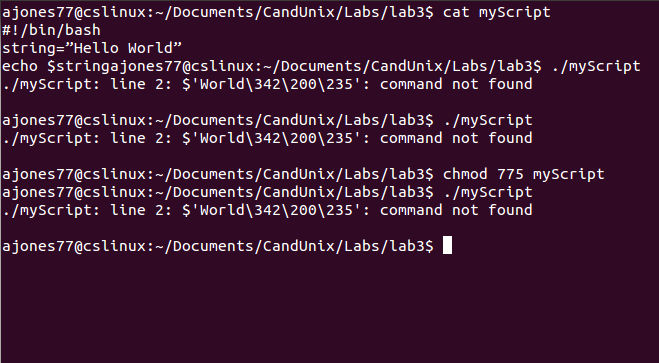 ajones77@cslinux:~/Documents/CandUnix/Labs/lab3$ cat myScript
#!/bin/bash
string=”Hello World”
echo $stringajones77@cslinux:~/Documents/CandUnix/Labs/lab3$ ./myScript
./myScript: line 2: $'World\342\200\235': command not found
ajones77@cslinux:~/Documents/CandUnix/Labs/lab3$ ./myScript
./myScript: line 2: $'World\342\200\235': command not found
ajones77@cslinux:~/Documents/CandUnix/Labs/lab3$ chmod 775 myScript
ajones77@cslinux:~/Documents/CandUnix/Labs/lab3$ ./myScript
./myScript: line 2: $'World\342\200\235': command not found
ajones77@cslinux:~/Documents/CandUnix/Labs/lab3$